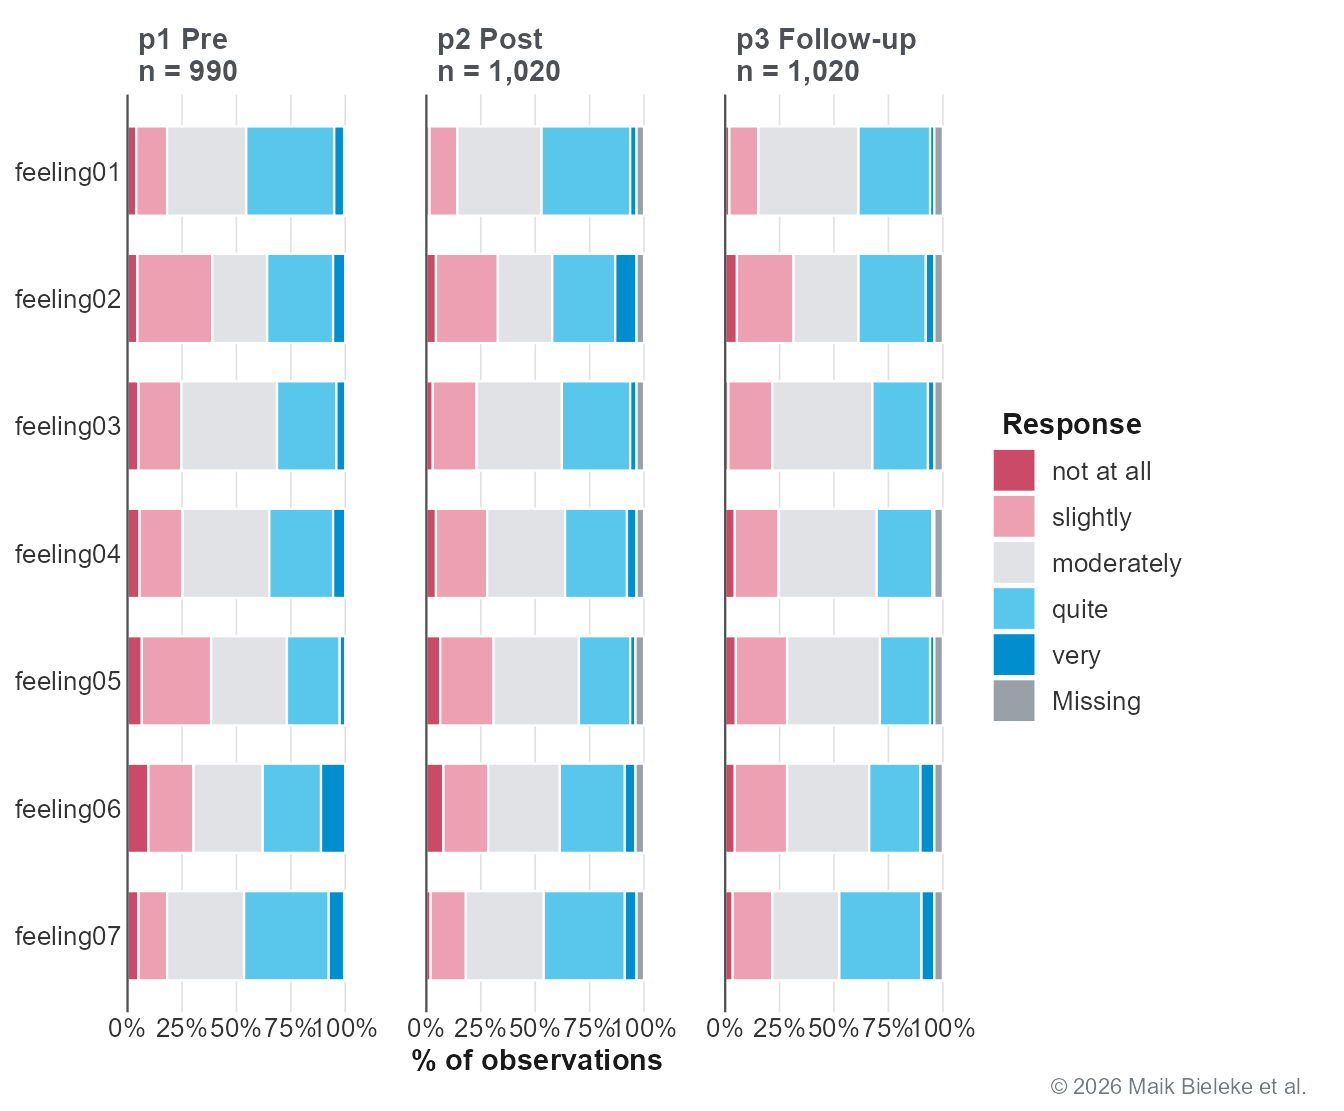 p1 Pre
n = 990
p2 Post
n = 1,020
p3 Follow-up
n = 1,020
feeling01
feeling02
feeling03
feeling04
feeling05
feeling06
feeling07
0% 25% 50% 75% 100%
0% 25% 50% 75% 100%
0% 25% 50% 75% 100%
% of observations
Response
not at all
slightly
moderately
quite
very
Missing
© 2026 Maik Bieleke et al.